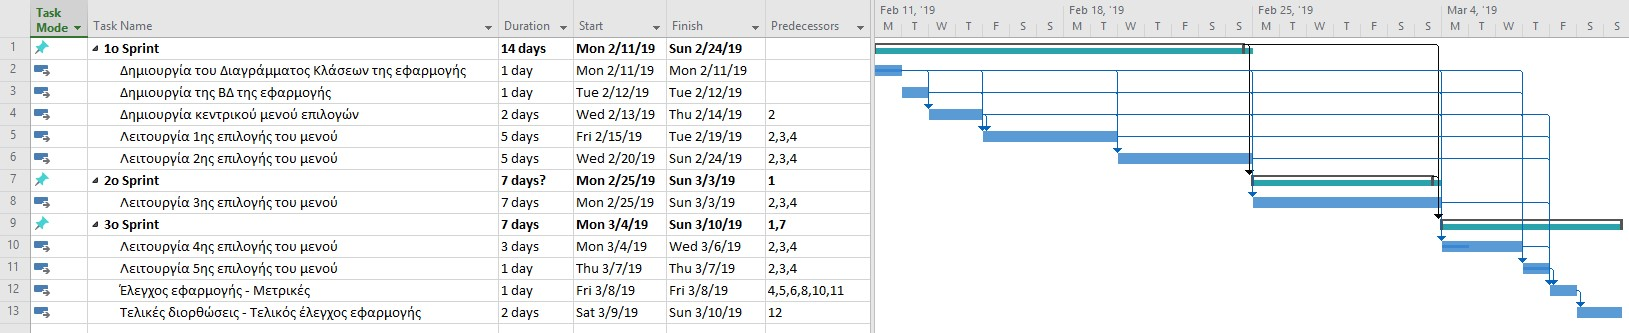 Task Mode Task Name Duration Start Finish Predecessors
Feb 11, '19 Feb 18, '19 Feb 25, '19 Mar 4, '19
M T W T F S S M T W T F S S M T W T F S S M T W T F S S
1 1ο Sprint 14 days Mon 2/11/19 Sun 2/24/19
2 Δημιουργία του Διαγράμματος Κλάσεων της εφαρμογής 1 day Mon 2/11/19 Mon 2/11/19
3 Δημιουργία της ΒΔ της εφαρμογής 1 day Tue 2/12/19 Tue 2/12/19
4 Δημιουργία κεντρικού μενού επιλογών 2 days Wed 2/13/19 Thu 2/14/19 2
5 Λειτουργία 1ης επιλογής του μενού 5 days Fri 2/15/19 Tue 2/19/19 2,3,4
6 Λειτουργία 2ης επιλογής του μενού 5 days Wed 2/20/19 Sun 2/24/19 2,3,4
7 2ο Sprint 7 days? Mon 2/25/19 Sun 3/3/19 1
8 Λειτουργία 3ης επιλογής του μενού 7 days Mon 2/25/19 Sun 3/3/19 2,3,4
9 3ο Sprint 7 days Mon 3/4/19 Sun 3/10/19 1,7
10 Λειτουργία 4ης επιλογής του μενού 3 days Mon 3/4/19 Wed 3/6/19 2,3,4
11 Λειτουργία 5ης επιλογής του μενού 1 day Thu 3/7/19 Thu 3/7/19 2,3,4
12 Έλεγχος εφαρμογής - Μετρικές 1 day Fri 3/8/19 Fri 3/8/19 4,5,6,8,10,11
13 Τελικές διορθώσεις - Τελικός έλεγχος εφαρμογής 2 days Sat 3/9/19 Sun 3/10/19 12